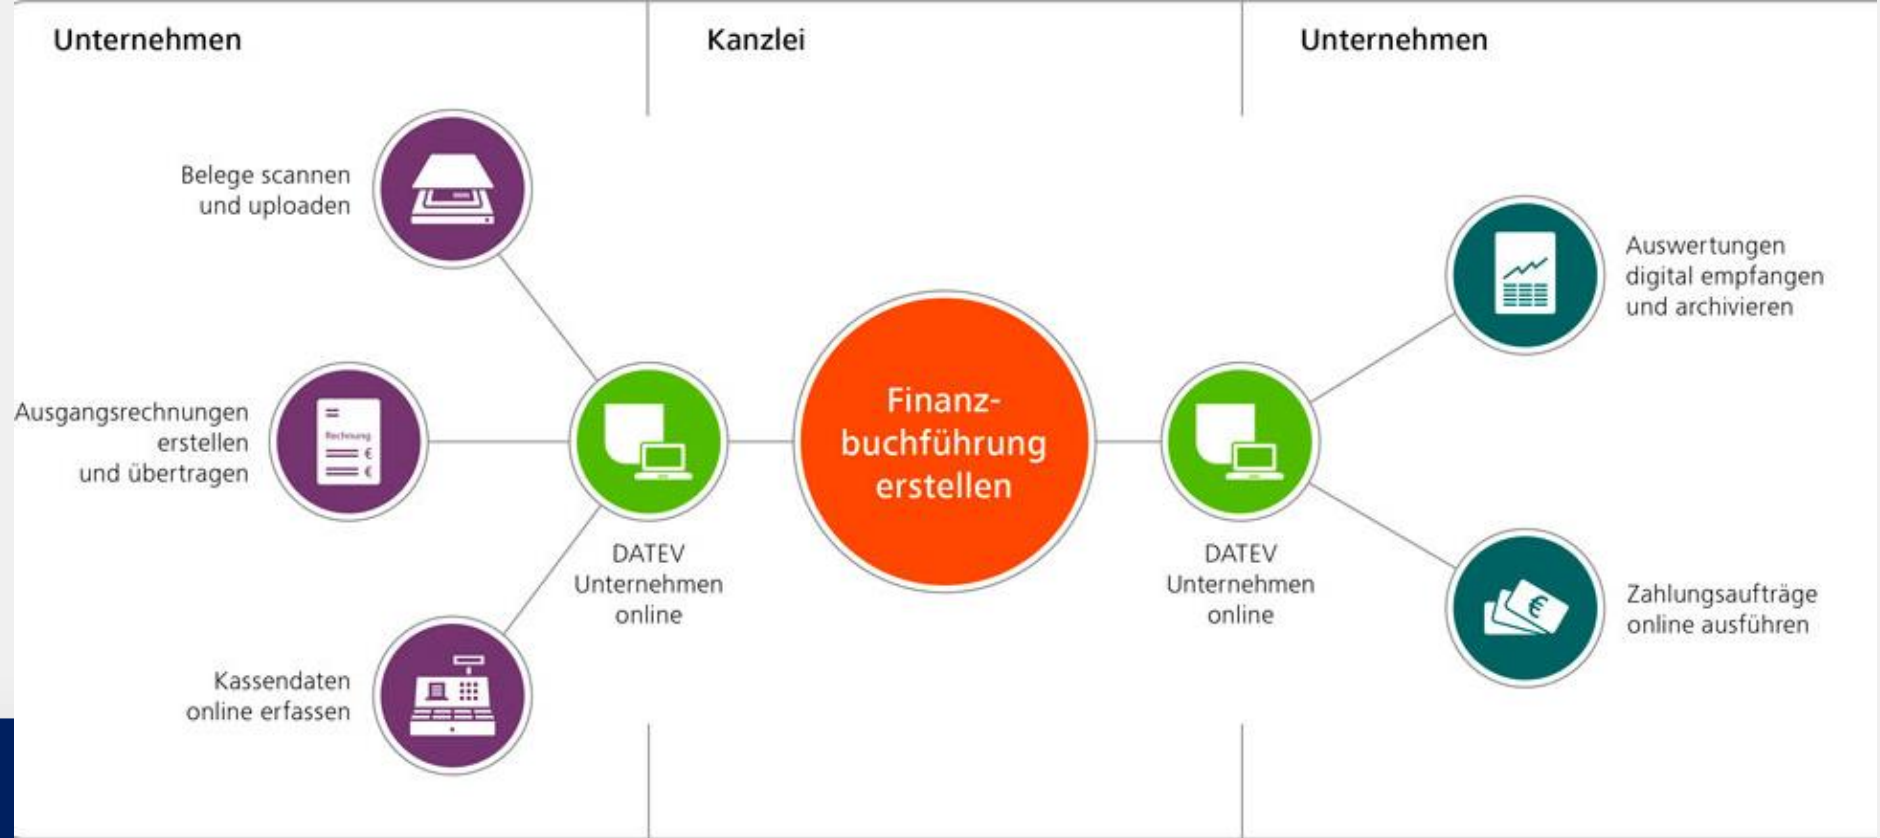 Unternehmen
Kanzlei
Unternehmen
Belege scannen
und uploaden
Ausgangsrechnungen
erstellen
und übertragen
Rechnung
€
€
Kassendaten
online erfassen
DATEV
Unternehmen
online
Finanz-
buchführung
erstellen
DATEV
Unternehmen
online
Auswertungen
digital empfangen
und archivieren
€
Zahlungsaufträge
online ausführen